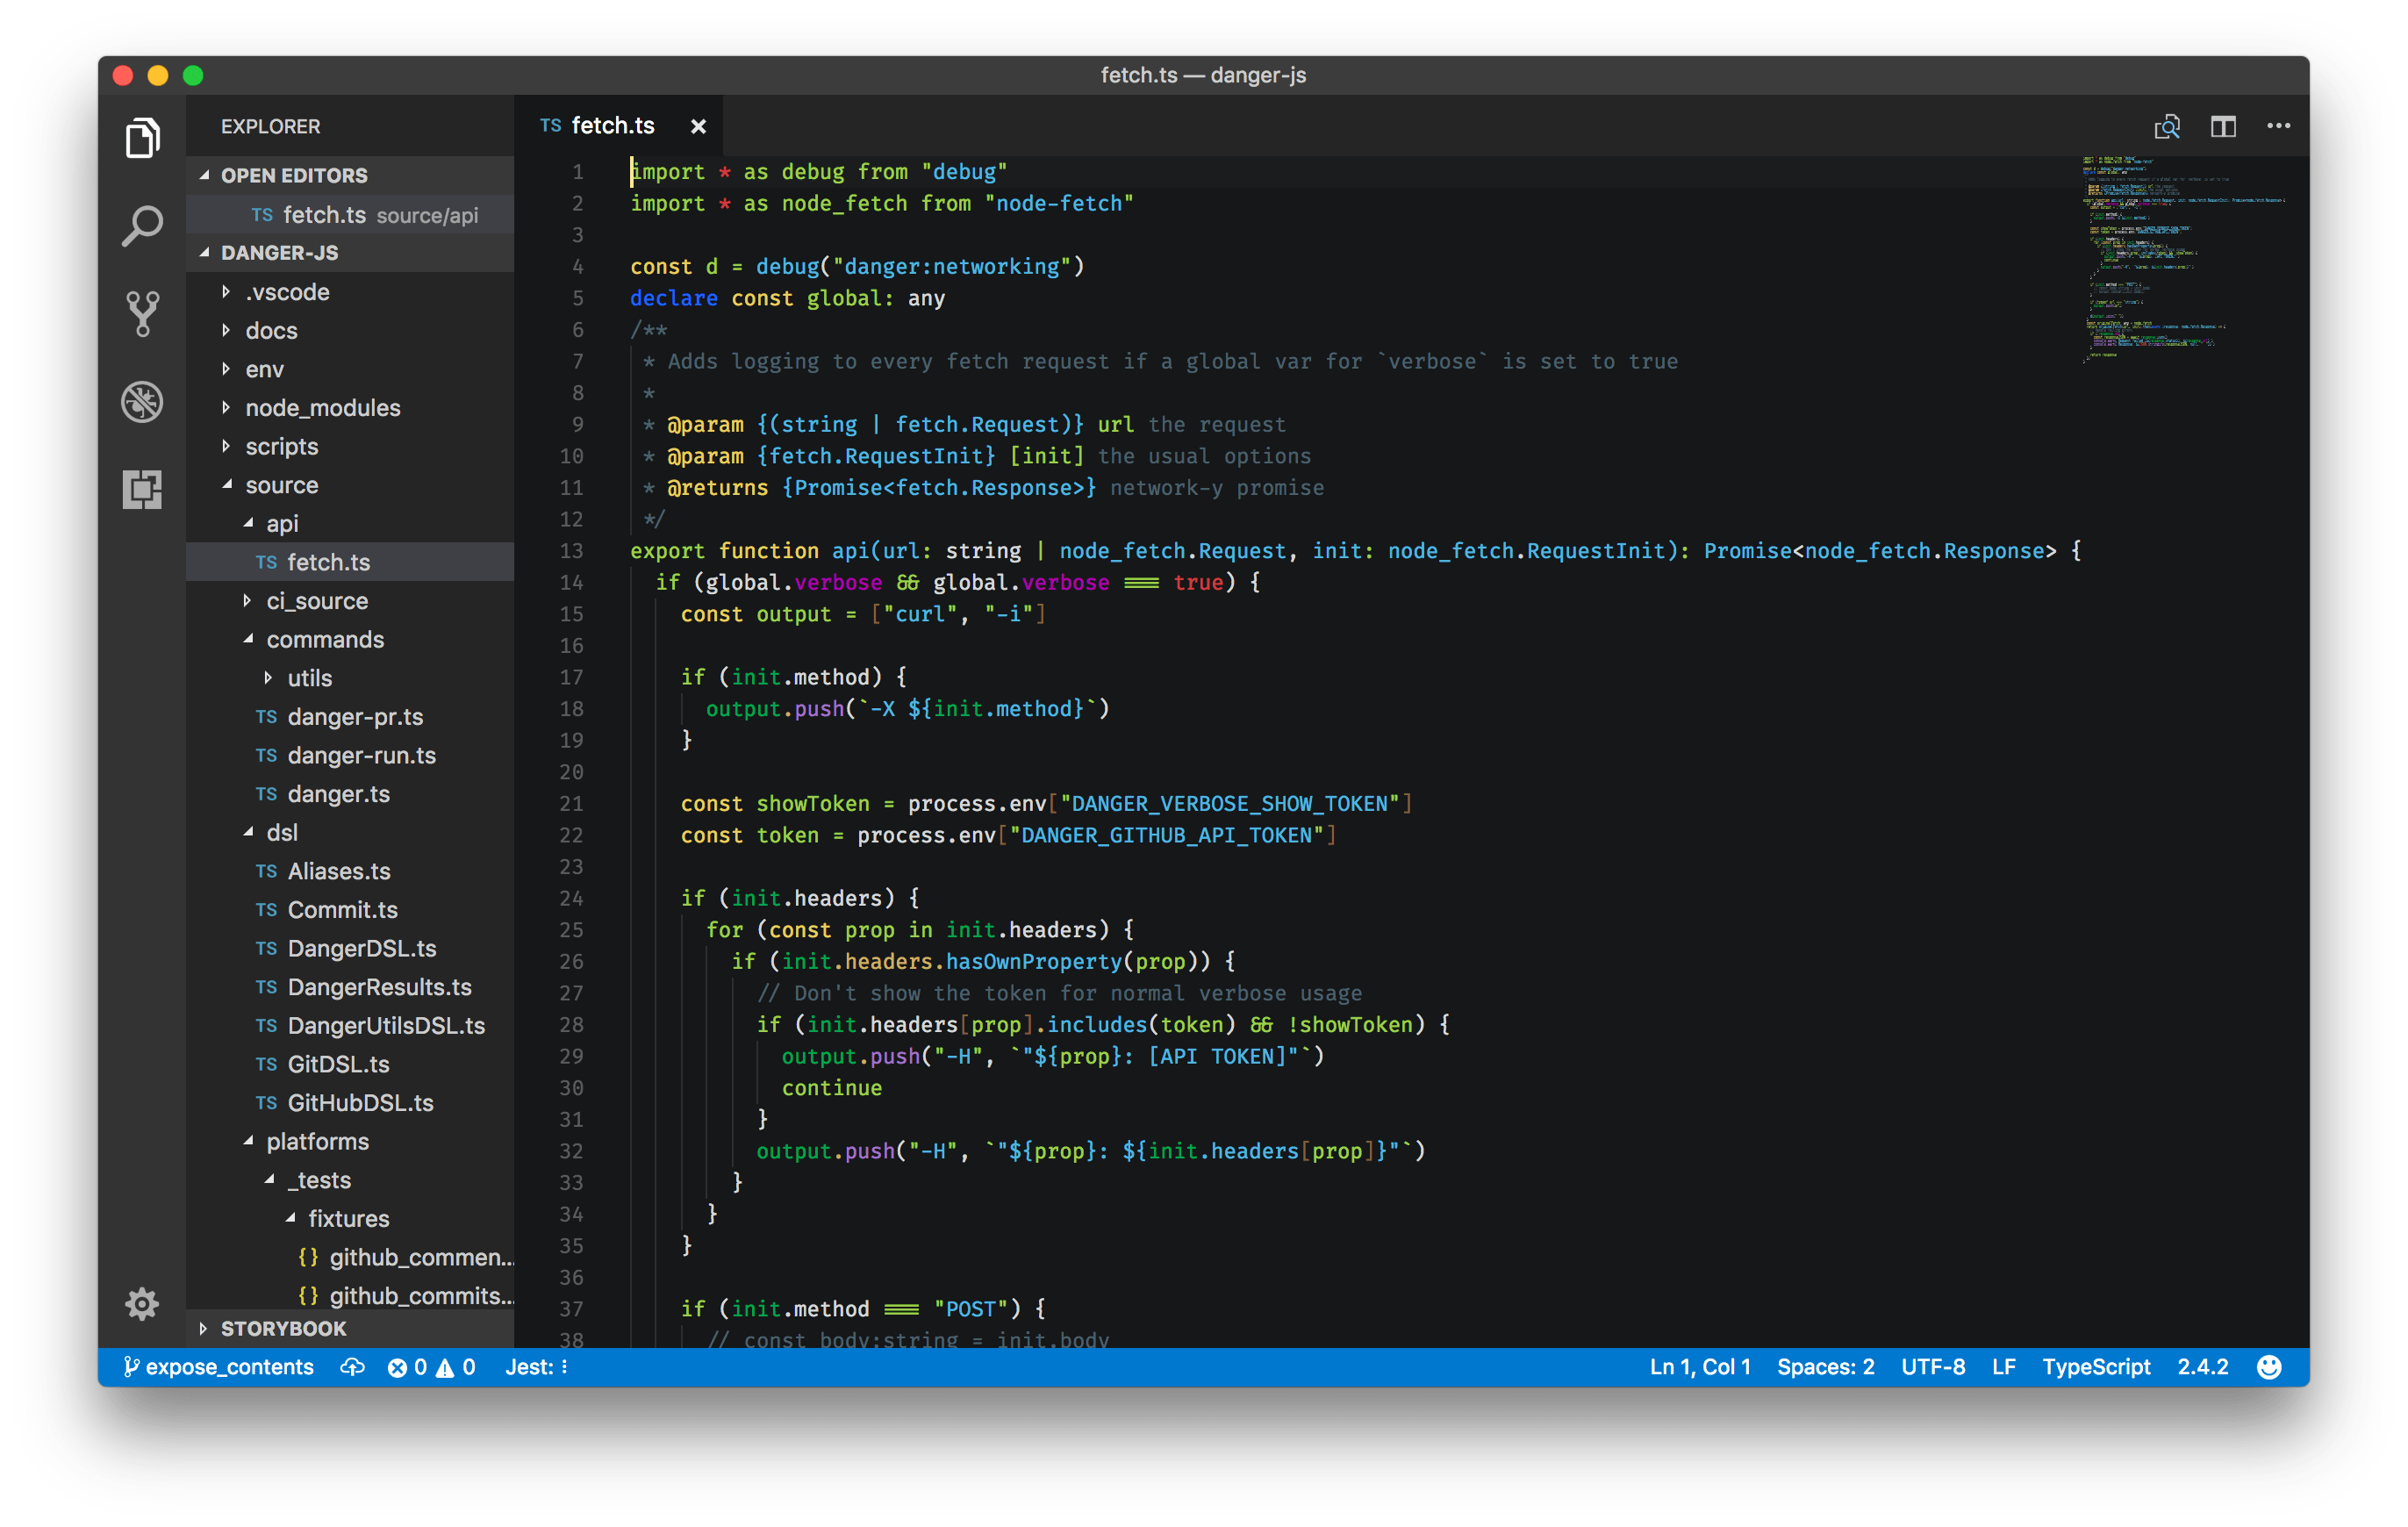 fetch.ts — danger-js
EXPLORER
OPEN EDITORS
TS fetch.ts source/api
DANGER-JS
.vscode
docs
env
node_modules
scripts
source
api
TS fetch.ts
ci_source
commands
utils
TS danger-pr.ts
TS danger-run.ts
TS danger.ts
dsl
TS Aliases.ts
TS Commit.ts
TS DangerDSL.ts
TS DangerResults.ts
TS DangerUtilsDSL.ts
TS GitDSL.ts
TS GitHubDSL.ts
platforms
_tests
fixtures
{} github_commen...
{} github_commits...
STORYBOOK
TS fetch.ts ×
1 import * as debug from "debug"
2 import * as node_fetch from "node-fetch"
3
4 const d = debug("danger:networking")
5 declare const global: any
6 /**
7 * Adds logging to every fetch request if a global var for `verbose` is set to true
8 *
9 * @param {(string | fetch.Request)} url the request
10 * @param {fetch.RequestInit} [init] the usual options
11 * @returns {Promise<fetch.Response>} network-y promise
12 */
13 export function api(url: string | node_fetch.Request, init: node_fetch.RequestInit): Promise<node_fetch.Response> {
14 if (global.verbose && global.verbose === true) {
15 const output = ["curl", "-i"]
16
17 if (init.method) {
18 output.push(`-X ${init.method}`)
19 }
20
21 const showToken = process.env["DANGER_VERBOSE_SHOW_TOKEN"]
22 const token = process.env["DANGER_GITHUB_API_TOKEN"]
23
24 if (init.headers) {
25 for (const prop in init.headers) {
26 if (init.headers.hasOwnProperty(prop)) {
27 // Don't show the token for normal verbose usage
28 if (init.headers[prop].includes(token) && !showToken) {
29 output.push("-H", `"${prop}: [API TOKEN]"`)
30 continue
31 }
32 output.push("-H", `"${prop}: ${init.headers[prop]}"`)
33 }
34 }
35 }
36
37 if (init.method === "POST") {
38 // const body:string = init.body
expose_contents 0 0 Jest: Ln 1, Col 1 Spaces: 2 UTF-8 LF TypeScript 2.4.2